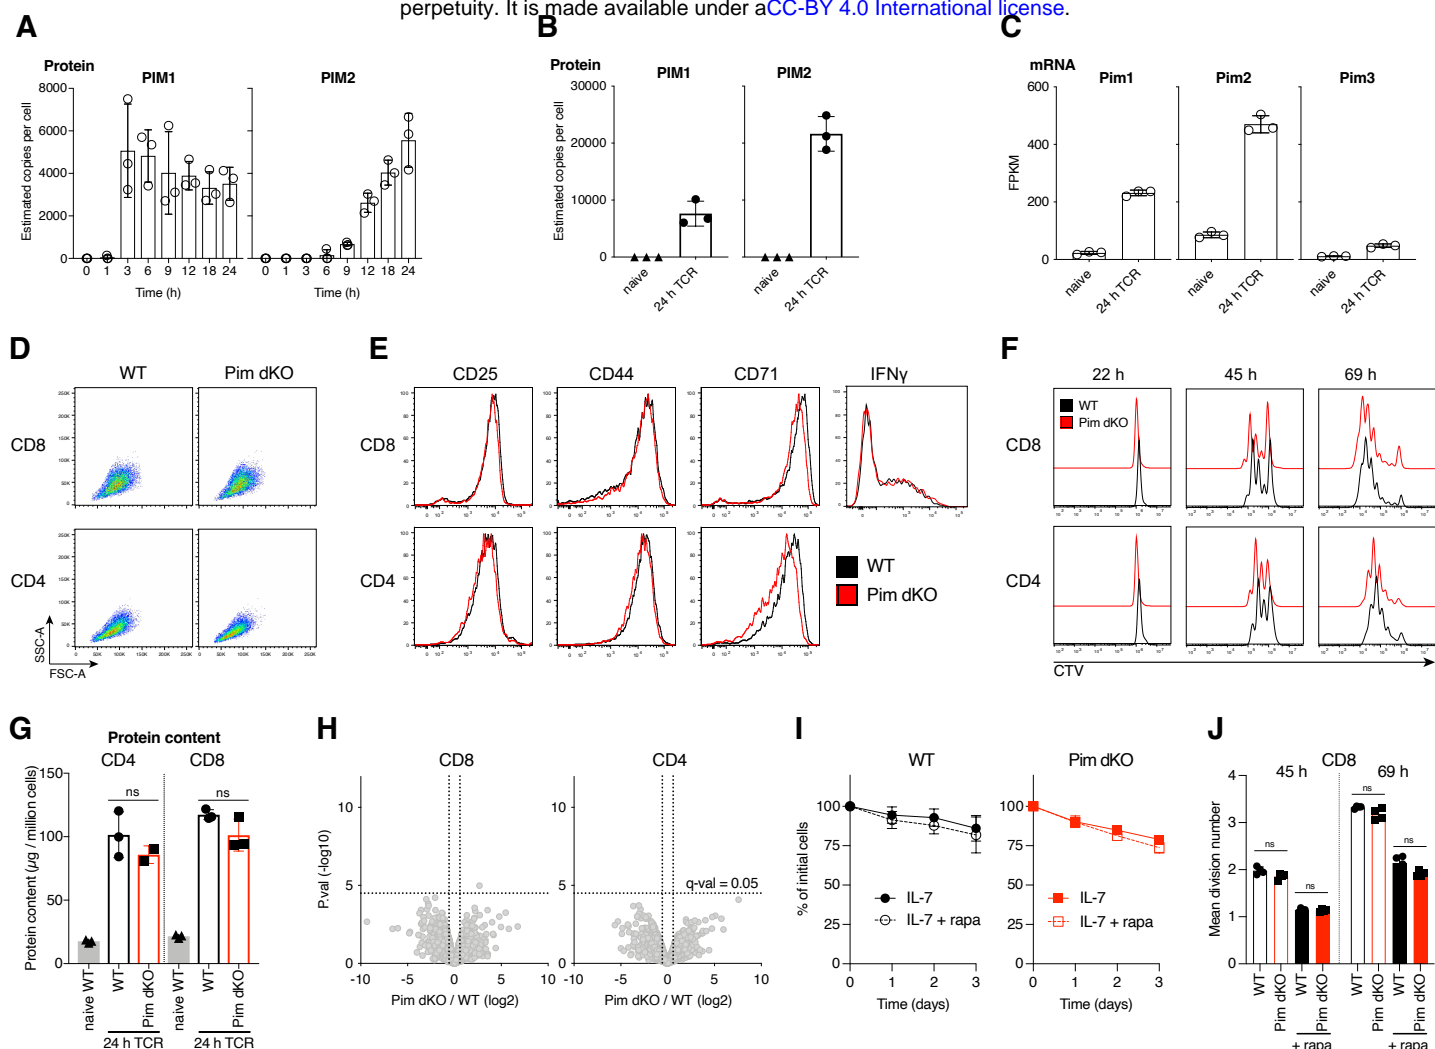 perpetuity. It is made available under aCC-BY 4.0 International license.
A
Protein
PIM1
PIM2
Estimated copies per cell
8000
6000
4000
2000
0
0 1 3 6 9 12 18 24
0 1 3 6 9 12 18 24
Time (h)
Time (h)
B
Protein
PIM1
PIM2
Estimated copies per cell
30000
20000
10000
0
naive
24 h TCR
naive
24 h TCR
C
mRNA
Pim1
Pim2
Pim3
FPKM
600
400
200
0
naive
24 h TCR
naive
24 h TCR
naive
24 h TCR
D
WT
Pim dKO
CD8
CD4
SSC-A
FSC-A
E
CD25
CD44
CD71
IFNγ
CD8
CD4
WT
Pim dKO
F
22 h
45 h
69 h
WT
Pim dKO
CD8
CD4
CTV
G
Protein content
CD4
CD8
Protein content (µg / million cells)
150
100
50
0
ns
ns
naive WT
WT
Pim dKO
naive WT
WT
Pim dKO
24 h TCR
24 h TCR
H
CD8
CD4
P.val (-log10)
10
5
0
10
5
0
q-val = 0.05
-10 -5 0 5 10
-5 0 5 10
Pim dKO / WT (log2)
Pim dKO / WT (log2)
I
WT
Pim dKO
% of initial cells
100
75
50
25
0
100
75
50
25
0
IL-7
IL-7 + rapa
IL-7
IL-7 + rapa
0 1 2 3
0 1 2 3
Time (days)
Time (days)
J
CD8
45 h
69 h
Mean division number
4
3
2
1
0
ns
ns
ns
ns
WT
Pim dKO
WT
Pim dKO
WT
Pim dKO
WT
Pim dKO
+ rapa
+ rapa